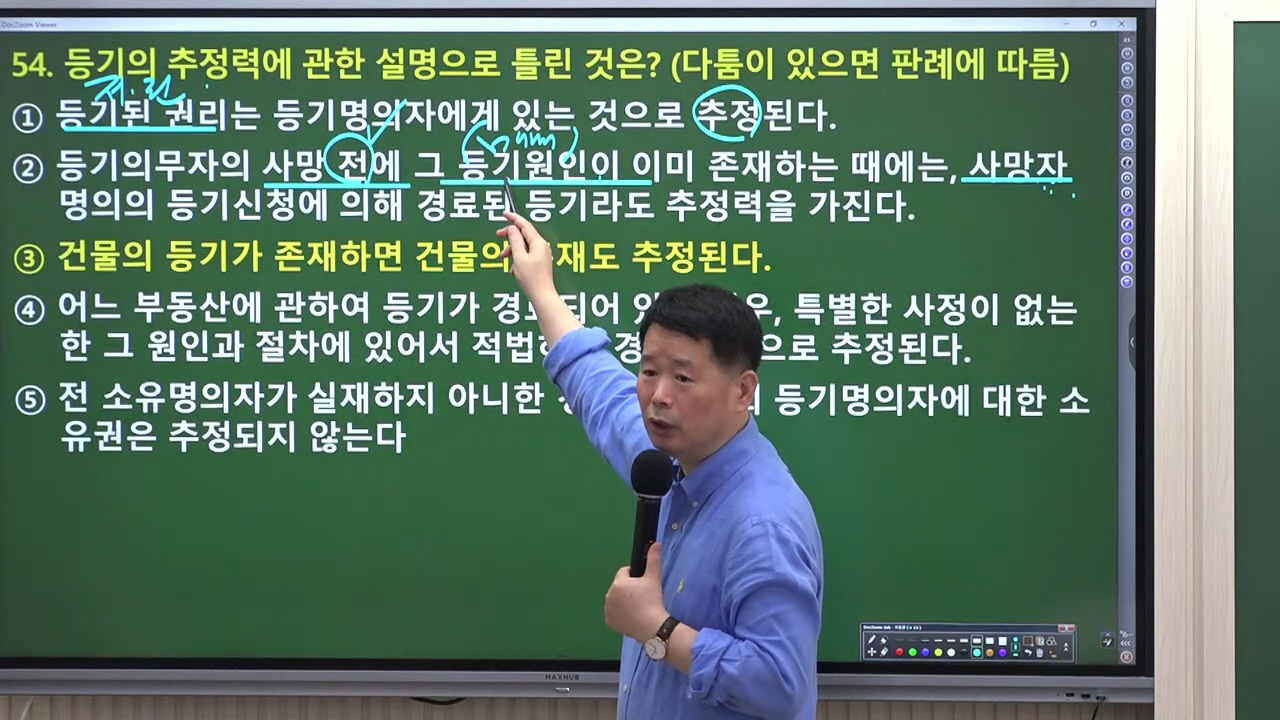 DocZoom Viewer
54. 등기의 추정력에 관한 설명으로 틀린 것은? (다툼이 있으면 판례에 따름)
① 등기된 권리는 등기명의자에게 있는 것으로 추정된다.
② 등기의무자의 사망 전에 그 등기원인이 이미 존재하는 때에는, 사망자
명의의 등기신청에 의해 경료된 등기라도 추정력을 가진다.
③ 건물의 등기가 존재하면 건물의 존재도 추정된다.
④ 어느 부동산에 관하여 등기가 경료되어 특별한 사정이 없는
한 그 원인과 절차에 있어서 적법 으로 추정된다.
⑤ 전 소유명의자가 실재하지 아니한 등기명의자에 대한 소
유권은 추정되지 않는다
MAXHUB